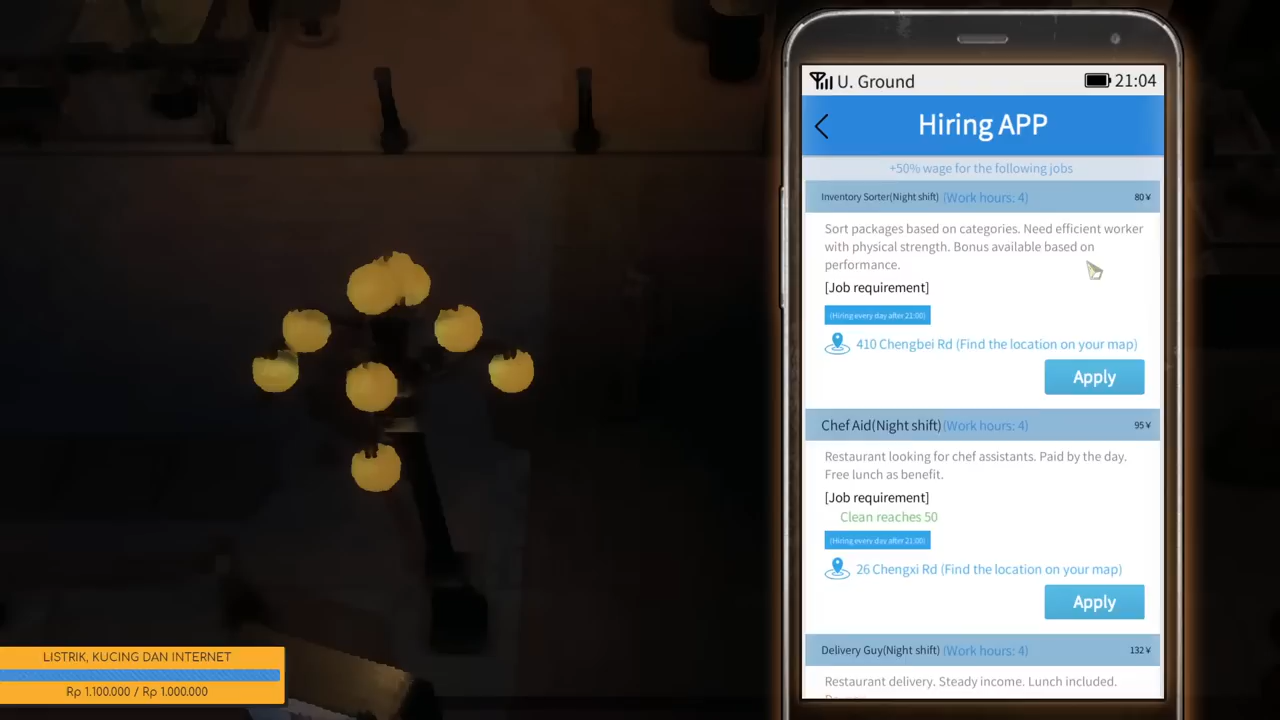 U. Ground
21:04
Hiring APP
+50% wage for the following jobs
Inventory Sorter(Night shift) (Work hours: 4) 80¥
Sort packages based on categories. Need efficient worker
with physical strength. Bonus available based on
performance.
[Job requirement]
(Hiring every day after 21:00)
410 Chengbei Rd (Find the location on your map)
Apply
Chef Aid(Night shift)(Work hours: 4) 95¥
Restaurant looking for chef assistants. Paid by the day.
Free lunch as benefit.
[Job requirement]
Clean reaches 50
(Hiring every day after 21:00)
26 Chengxi Rd (Find the location on your map)
Apply
Delivery Guy(Night shift) (Work hours: 4) 132¥
Restaurant delivery. Steady income. Lunch included.
LISTRIK, KUCING DAN INTERNET
Rp 1.100.000 / Rp 1.000.000